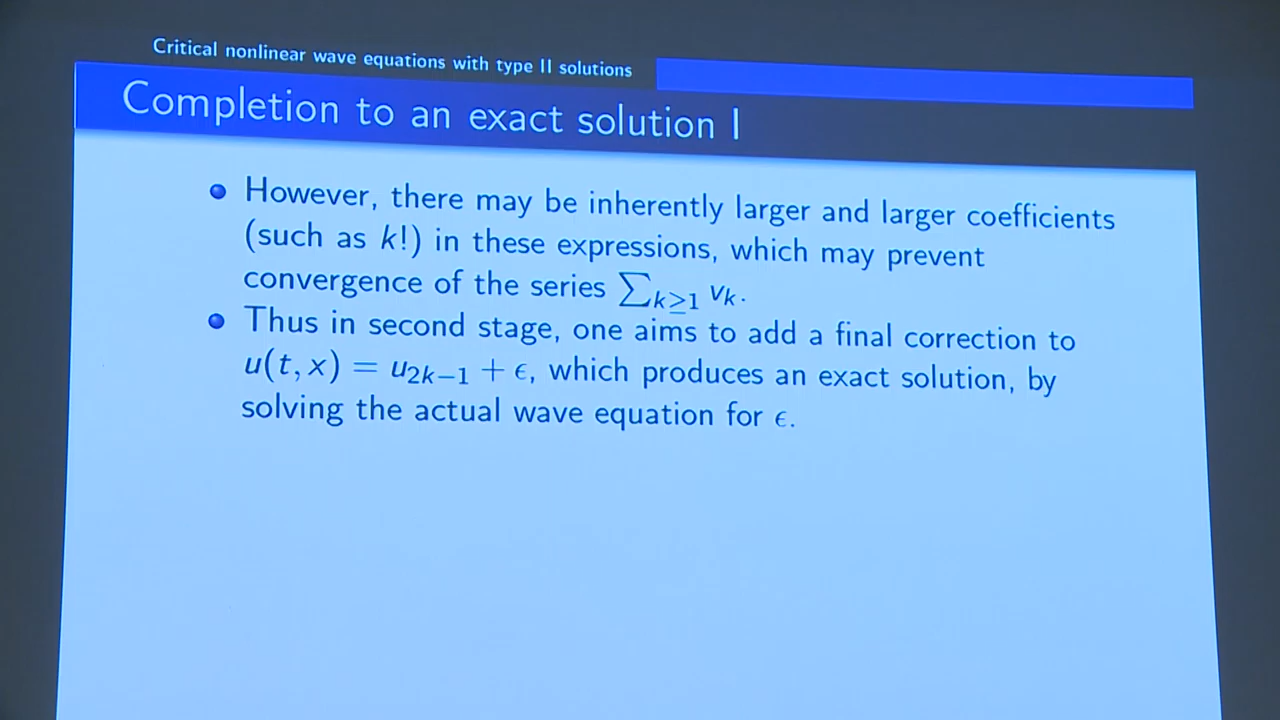 Critical nonlinear wave equations with type II solutions
Completion to an exact solution I
However, there may be inherently larger and larger coefficients
(such as k!) in these expressions, which may prevent
convergence of the series ∑_{k≥1} v_k.
Thus in second stage, one aims to add a final correction to
u(t, x) = u_{2k−1} + ϵ, which produces an exact solution, by
solving the actual wave equation for ϵ.